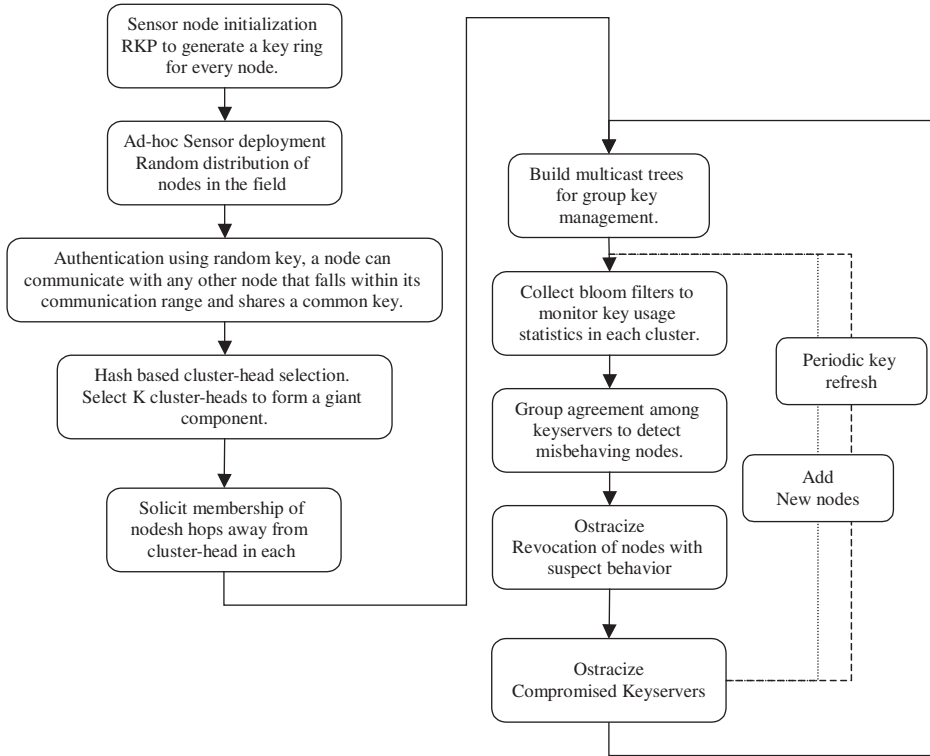 Sensor node initialization
RKP to generate a key ring
for every node.
Ad-hoc Sensor deployment
Random distribution of
nodes in the field
Authentication using random key, a node can
communicate with any other node that falls within its
communication range and shares a common key.
Hash based cluster-head selection.
Select K cluster-heads to form a giant
component.
Solicit membership of
nodesh hops away from
cluster-head in each
Build multicast trees
for group key
management.
Collect bloom filters to
monitor key usage
statistics in each cluster.
Group agreement among
keyservers to detect
misbehaving nodes.
Ostracize
Revocation of nodes with
suspect behavior
Ostracize
Compromised Keyservers
Periodic key
refresh
Add
New nodes